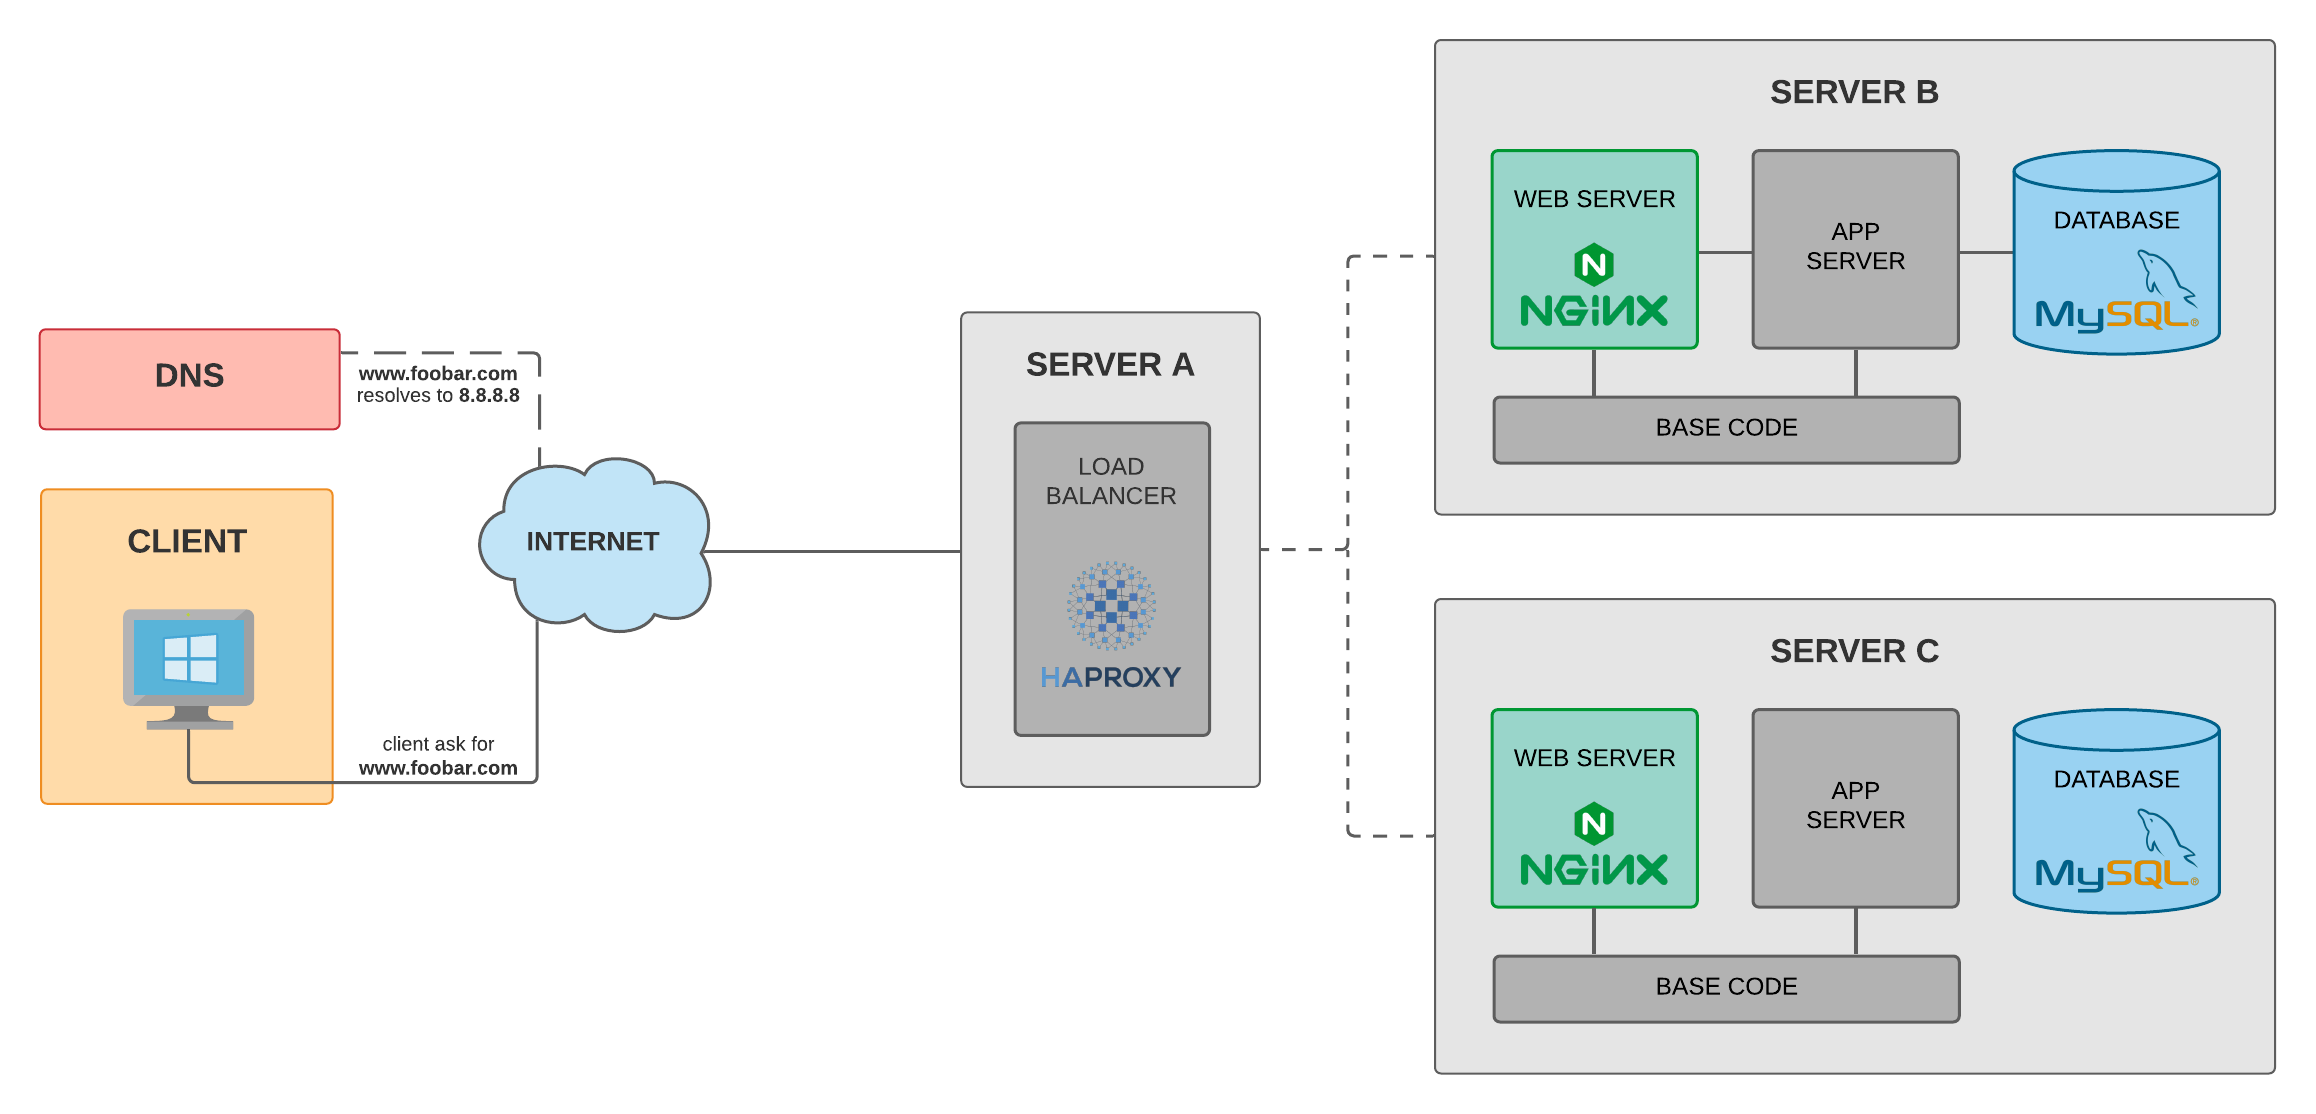 DNS
www.foobar.com
resolves to 8.8.8.8
CLIENT
client ask for
www.foobar.com
INTERNET
SERVER A
LOAD
BALANCER
HAPROXY
SERVER B
WEB SERVER
N
NGiNX
APP
SERVER
DATABASE
MySQL®
BASE CODE
SERVER C
WEB SERVER
N
NGiNX
APP
SERVER
DATABASE
MySQL®
BASE CODE